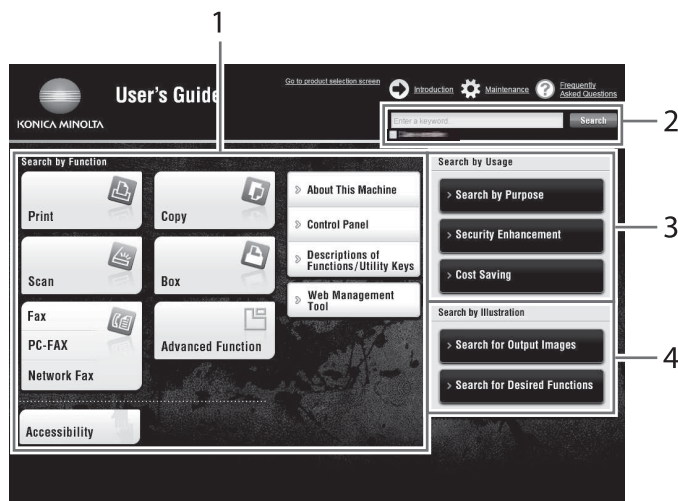 1
Go to product selection screen
Introduction
Maintenance
Frequently
Asked Questions
User's Guide
KONICA MINOLTA
Enter a keyword.
Search
2
Search by Function
Print
Copy
Scan
Box
Fax
PC-FAX
Network Fax
Advanced Function
Accessibility
About This Machine
Control Panel
Descriptions of
Functions/Utility Keys
Web Management
Tool
Search by Usage
Search by Purpose
Security Enhancement
Cost Saving
3
Search by Illustration
Search for Output Images
Search for Desired Functions
4